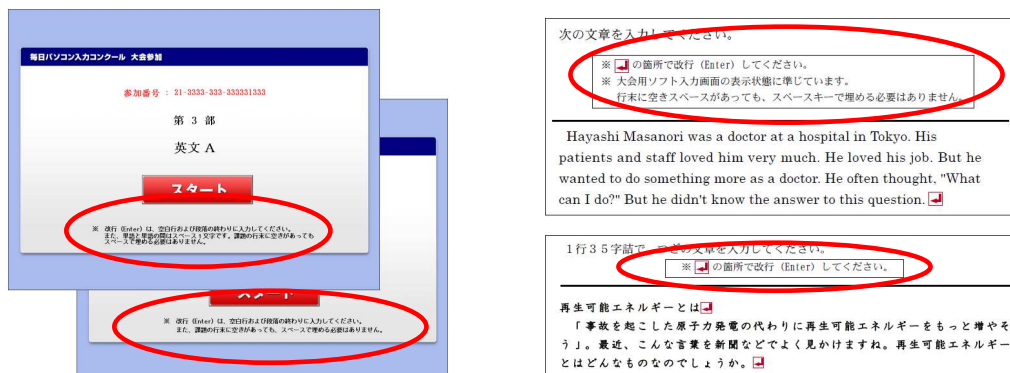 毎日パソコン入力コンクール 大会参加
参加番号 : 21-3333-333-333331333
第 3 部
英文 A
スタート
※ 改行 (Enter) は、空白行および段落の終わりに入力してください。
また、単語と単語の間はスペース1文字です。課題の行末に空きがあっても
スペースで埋める必要はありません。
スタート
※ 改行 (Enter) は、空白行および段落の終わりに入力してください。
また、課題の行末に空きがあっても、スペースで埋める必要はありません。
次の文章を入力してください。
※ の箇所で改行 (Enter) してください。
※ 大会用ソフト入力画面の表示状態に準じています。
行末に空きスペースがあっても、スペースキーで埋める必要はありません。
Hayashi Masanori was a doctor at a hospital in Tokyo. His
patients and staff loved him very much. He loved his job. But he
wanted to do something more as a doctor. He often thought, "What
can I do?" But he didn't know the answer to this question.
1行35字詰で、つぎの文章を入力してください。
※ の箇所で改行 (Enter) してください。
再生可能エネルギーとは
「事故を起こした原子力発電の代わりに再生可能エネルギーをもっと増やそ
う」。最近、こんな言葉を新聞などでよく見かけますね。再生可能エネルギー
とはどんなものなのでしょうか。